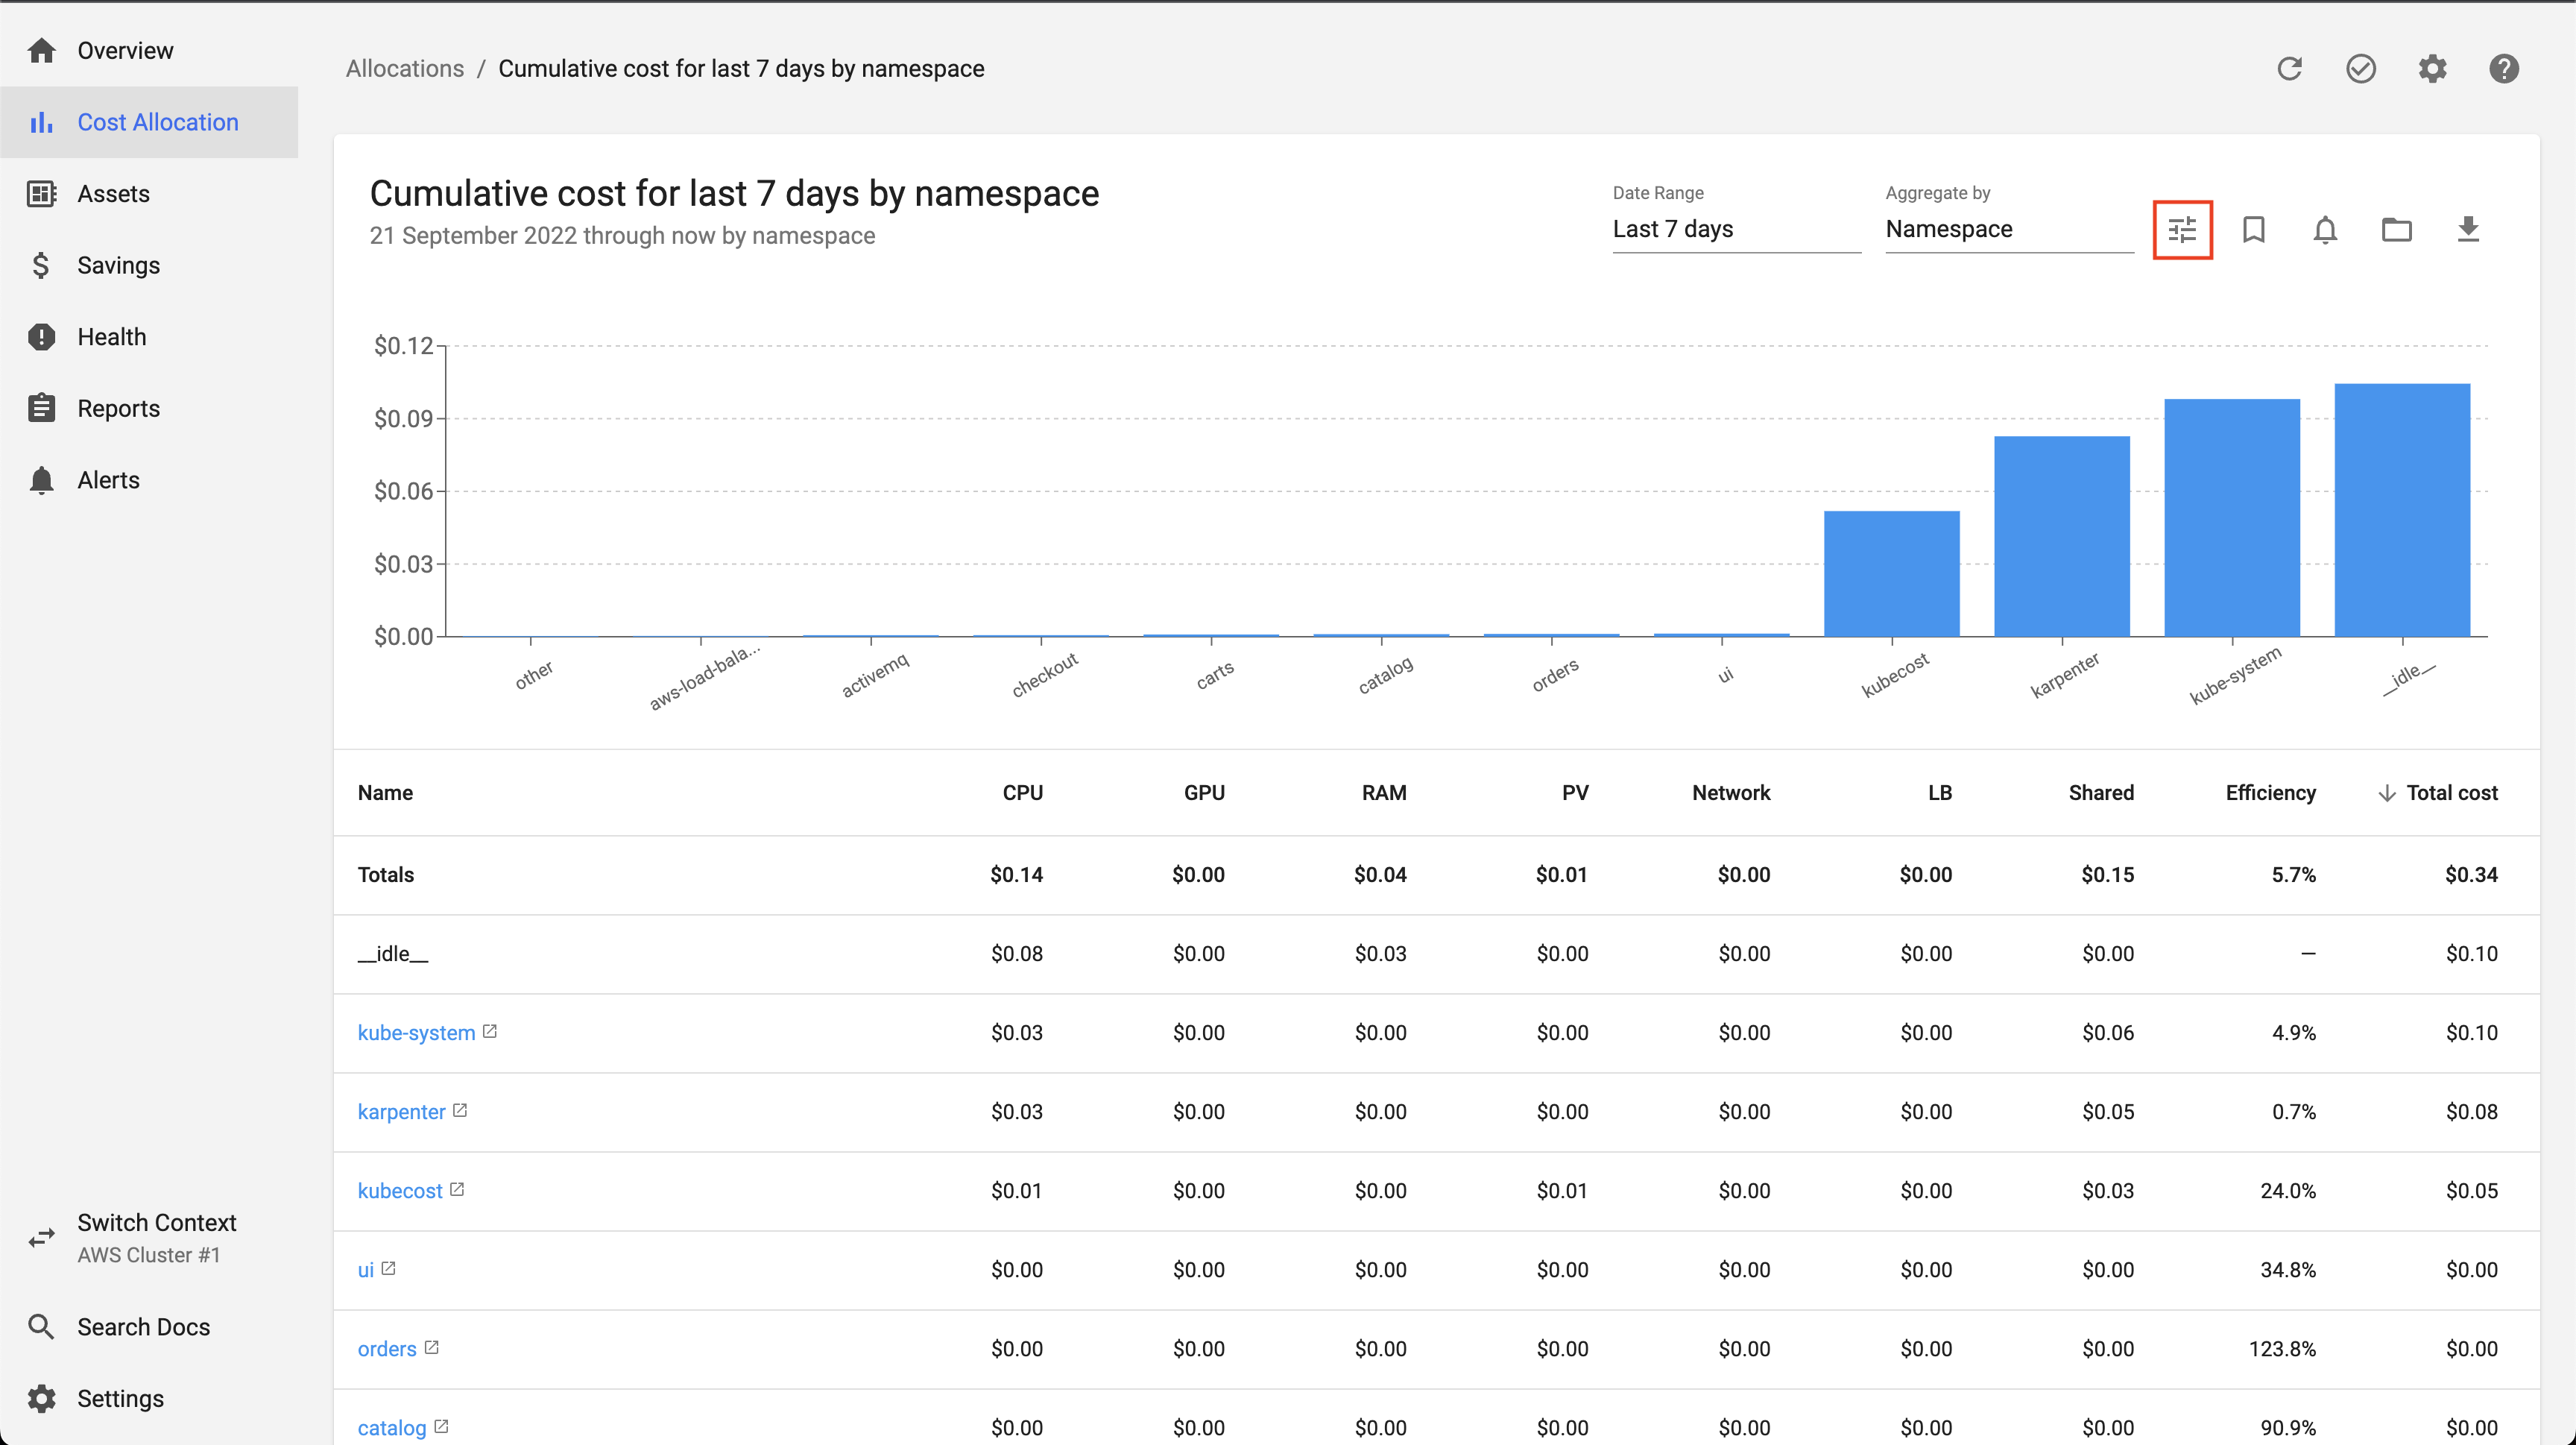 Overview
Cost Allocation
Assets
Savings
Health
Reports
Alerts
Switch Context
AWS Cluster #1
Search Docs
Settings
Allocations / Cumulative cost for last 7 days by namespace
Cumulative cost for last 7 days by namespace
21 September 2022 through now by namespace
Date Range
Last 7 days
Aggregate by
Namespace
$0.12
$0.09
$0.06
$0.03
$0.00
other aws-load-bala... activemq checkout carts catalog orders ui kubecost karpenter kube-system __idle__
Name CPU GPU RAM PV Network LB Shared Efficiency Total cost
Totals $0.14 $0.00 $0.04 $0.01 $0.00 $0.00 $0.15 5.7% $0.34
__idle__ $0.08 $0.00 $0.03 $0.00 $0.00 $0.00 $0.00 — $0.10
kube-system $0.03 $0.00 $0.00 $0.00 $0.00 $0.00 $0.06 4.9% $0.10
karpenter $0.03 $0.00 $0.00 $0.00 $0.00 $0.00 $0.05 0.7% $0.08
kubecost $0.01 $0.00 $0.00 $0.01 $0.00 $0.00 $0.03 24.0% $0.05
ui $0.00 $0.00 $0.00 $0.00 $0.00 $0.00 $0.00 34.8% $0.00
orders $0.00 $0.00 $0.00 $0.00 $0.00 $0.00 $0.00 123.8% $0.00
catalog $0.00 $0.00 $0.00 $0.00 $0.00 $0.00 $0.00 90.9% $0.00